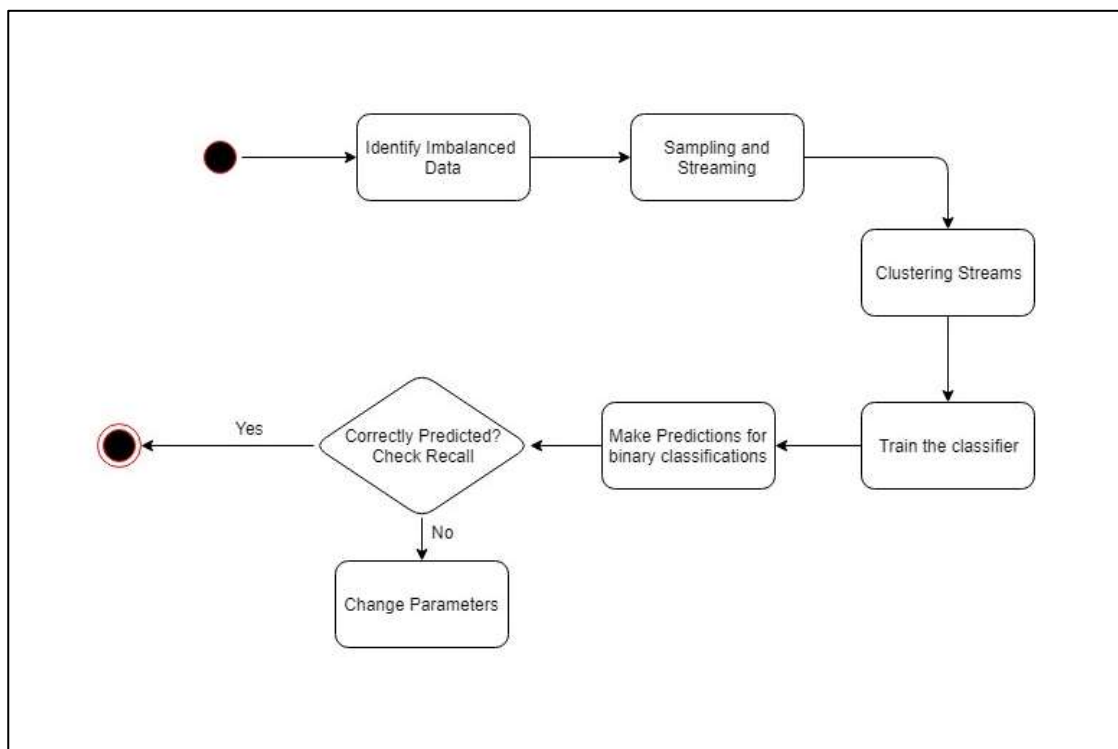 Identify Imbalanced
Data
Sampling and
Streaming
Clustering Streams
Train the classifier
Make Predictions for
binary classifications
Correctly Predicted?
Check Recall
Yes
No
Change Parameters